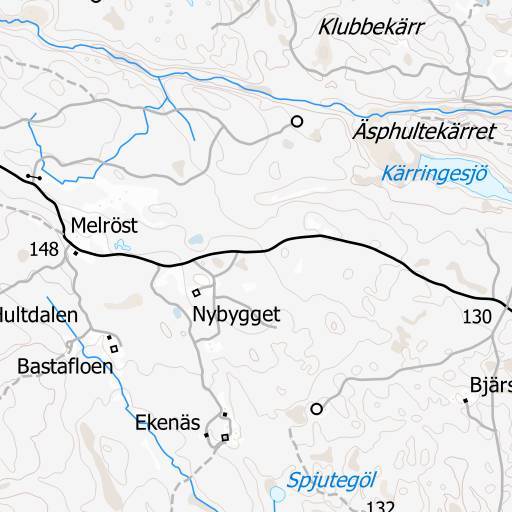 Klubbekärr
Äsphultekärret
Kärringesjö
Melröst
148
Hultdalen
Nybygget
130
Bastafloen
Bjärs
Ekenäs
Spjutegöl
132